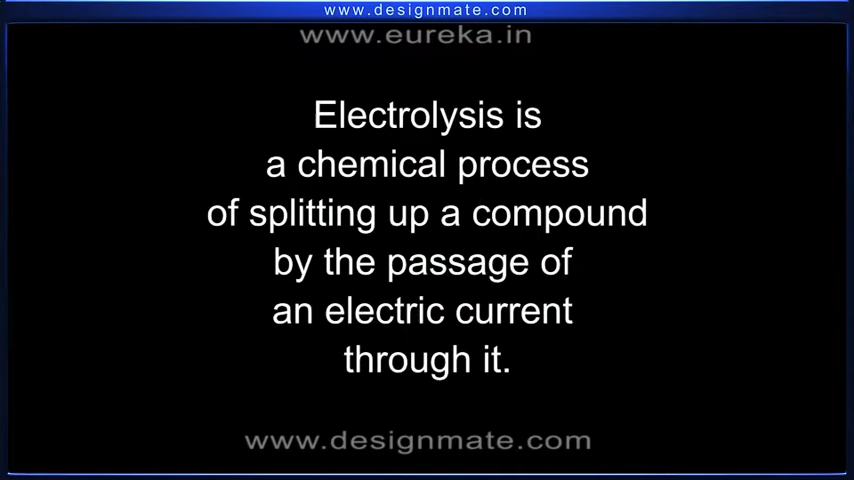 www.designmate.com
www.eureka.in
Electrolysis is
a chemical process
of splitting up a compound
by the passage of
an electric current
through it.
www.designmate.com